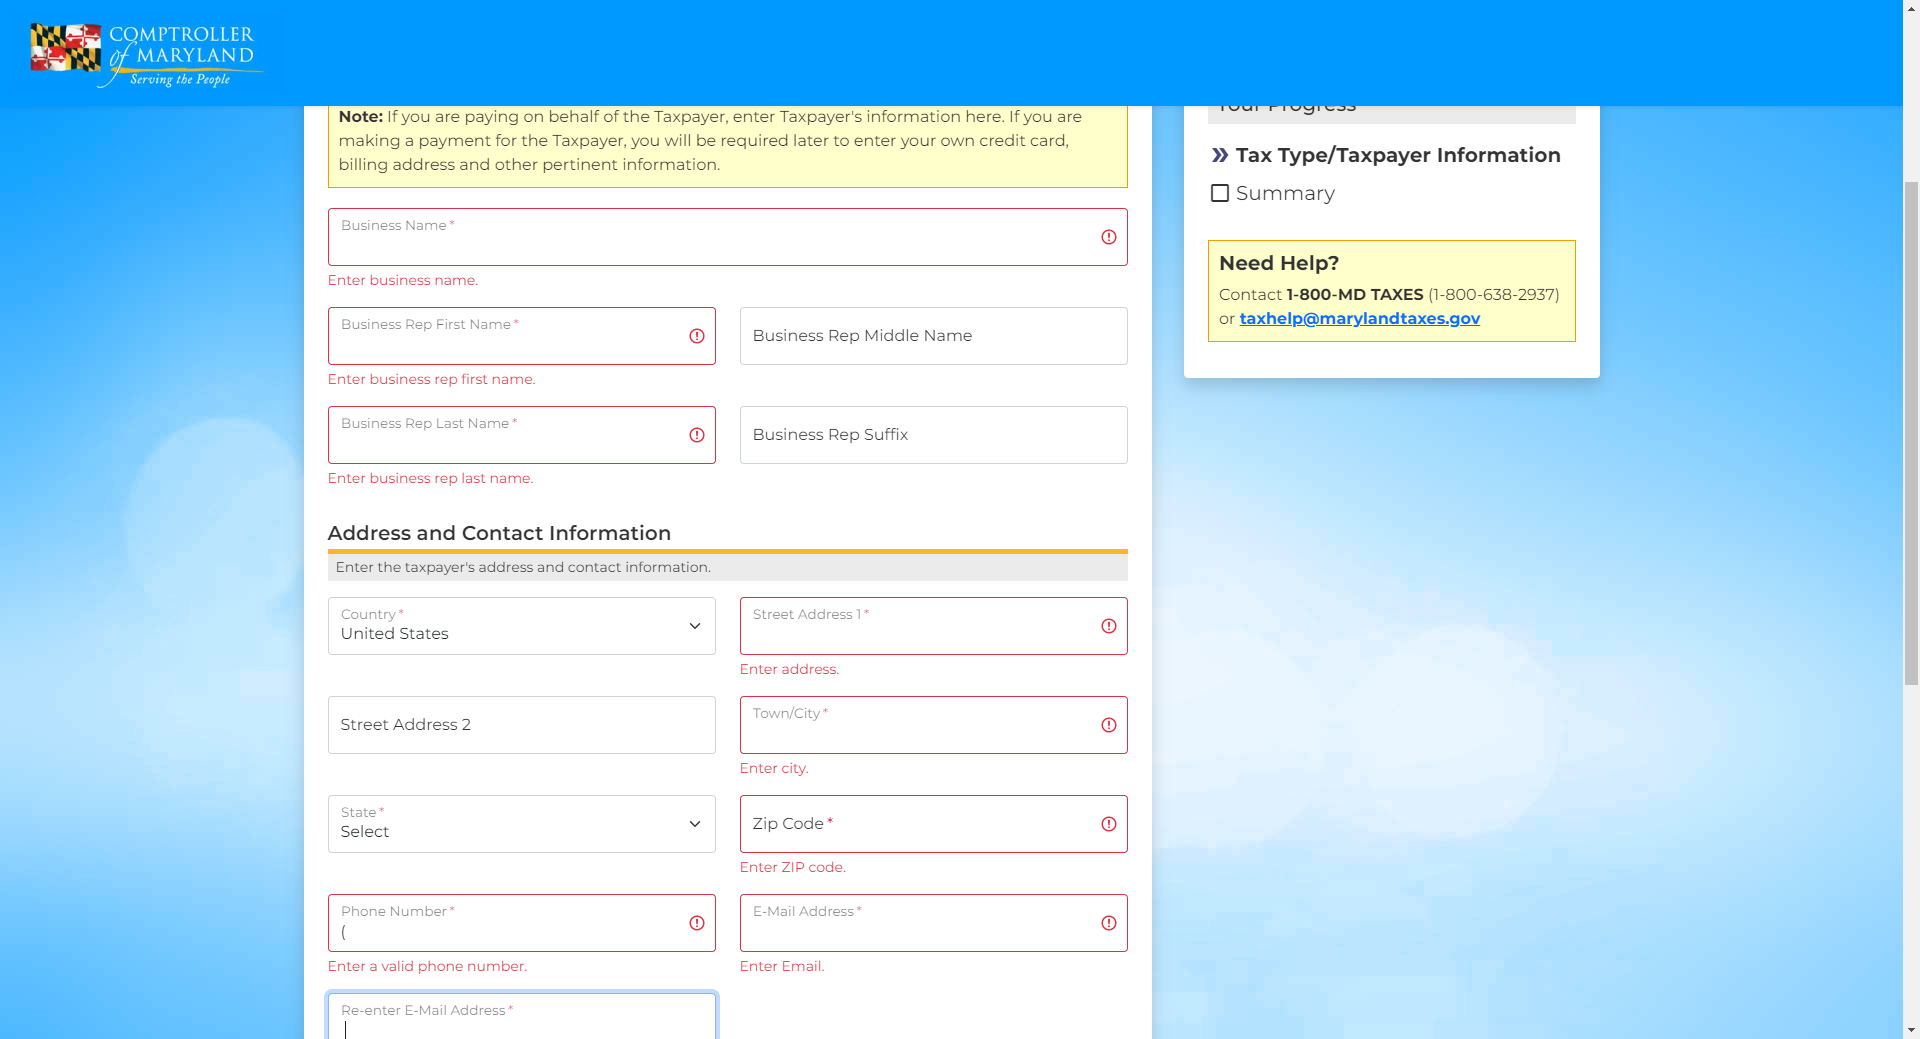 COMPTROLLER
of MARYLAND
Serving the People
Note: If you are paying on behalf of the Taxpayer, enter Taxpayer's information here. If you are
making a payment for the Taxpayer, you will be required later to enter your own credit card,
billing address and other pertinent information.
Business Name *
Enter business name.
Business Rep First Name *
Enter business rep first name.
Business Rep Middle Name
Business Rep Last Name *
Enter business rep last name.
Business Rep Suffix
Address and Contact Information
Enter the taxpayer's address and contact information.
Country *
United States
Street Address 1 *
Enter address.
Street Address 2
Town/City *
Enter city.
State *
Select
Zip Code *
Enter ZIP code.
Phone Number *
(
Enter a valid phone number.
E-Mail Address *
Enter Email.
Re-enter E-Mail Address *
Your Progress
Tax Type/Taxpayer Information
Summary
Need Help?
Contact 1-800-MD TAXES (1-800-638-2937)
or taxhelp@marylandtaxes.gov